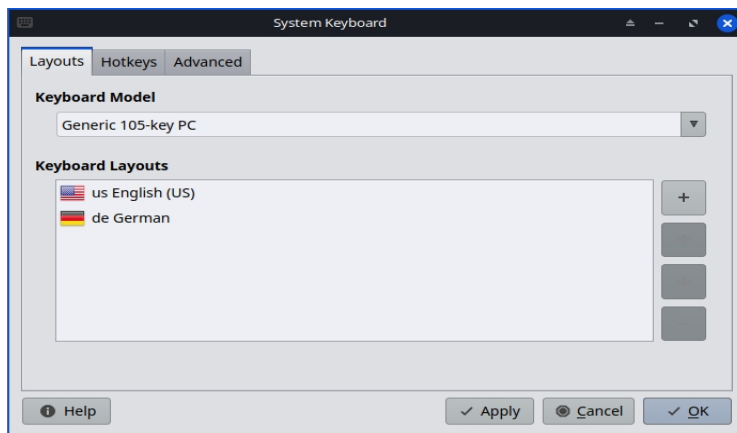 System Keyboard
Layouts Hotkeys Advanced
Keyboard Model
Generic 105-key PC
Keyboard Layouts
us English (US)
+
de German
Help Apply Cancel OK